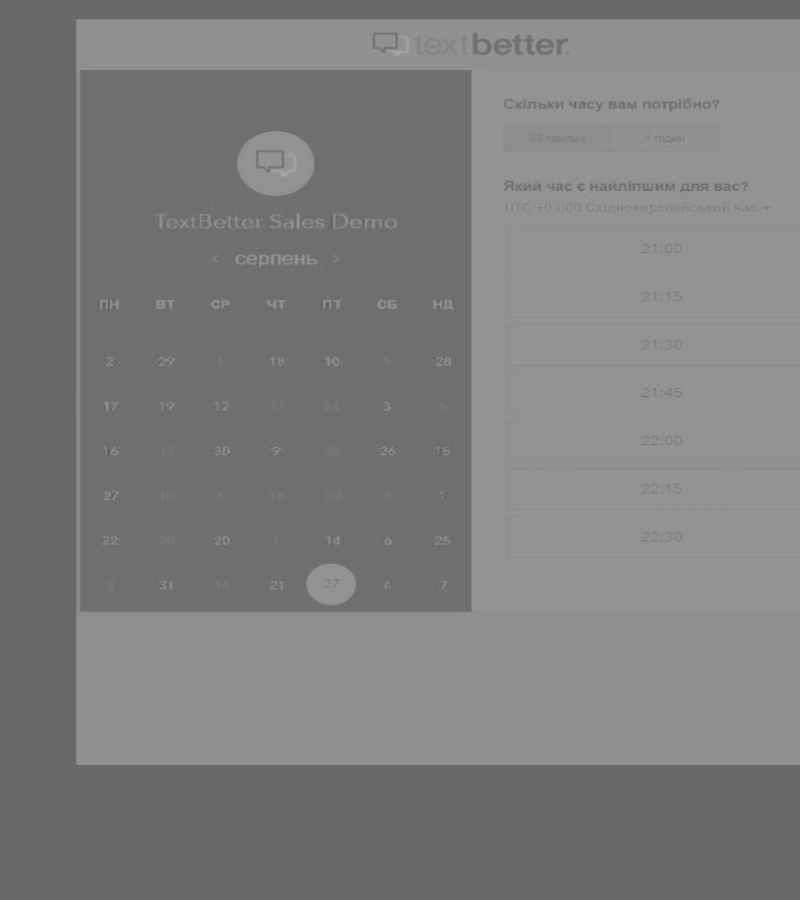 textbetter.
TextBetter Sales Demo
серпень
ПН ВТ СР ЧТ ПТ СБ НД
2 29 1 18 10 1 28
17 19 12 31 24 3 5
16 12 30 9 30 26 15
27 10 6 16 20 4 1
22 20 20 1 14 6 25
3 31 14 21 27 4 7
Скільки часу вам потрібно?
40 хвилин 1 годин
Який час є найліпшим для вас?
UTC +03:00 Східноєвропейський час
21:00
21:15
21:30
21:45
22:00
22:15
22:30